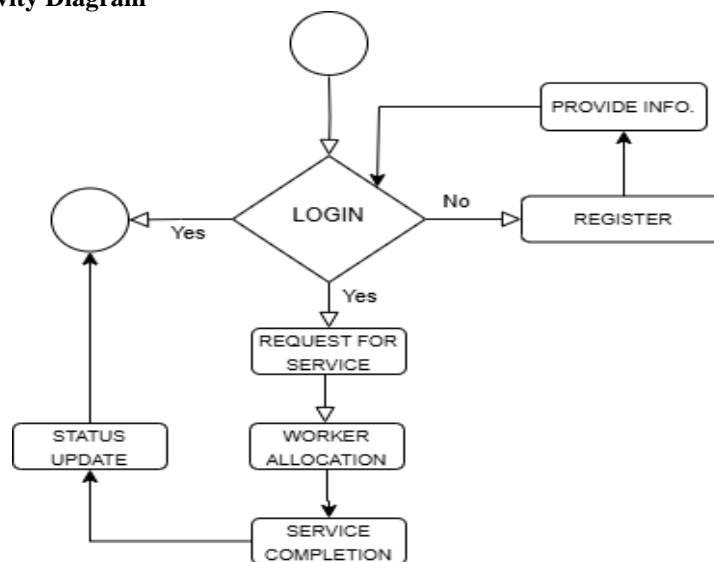 vity Diagram
PROVIDE INFO.
LOGIN
No
REGISTER
Yes
Yes
REQUEST FOR
SERVICE
STATUS
UPDATE
WORKER
ALLOCATION
SERVICE
COMPLETION